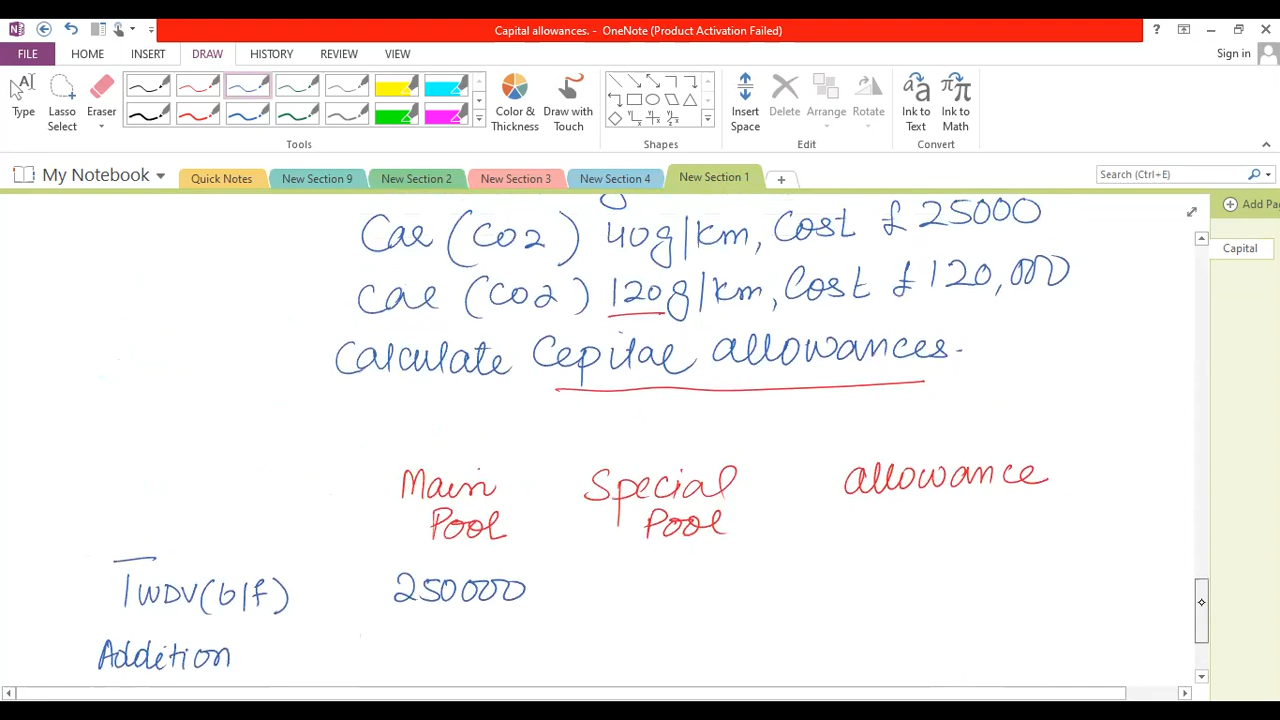 Capital allowances. - OneOneNote (Product Activation Failed)
FILE HOME INSERT DRAW HISTORY REVIEW VIEW Sign in
Type
Lasso Select
Eraser
Color & Thickness
Draw with Touch
Insert Space
Delete
Arrange
Rotate
Ink to Text
Ink to Math
Tools Shapes Edit Convert
My Notebook Quick Notes New Section 9 New Section 2 New Section 3 New Section 4 New Section 1 Search (Ctrl+E)
Add Pa
Capital
Car (CO2) 40g/km, Cost £25000
Car (CO2) 120g/km, Cost £120,000
Calculate Cepital allowances.
Main Pool
Special Pool
allowance
TWDV(b/f) 250000
Addition